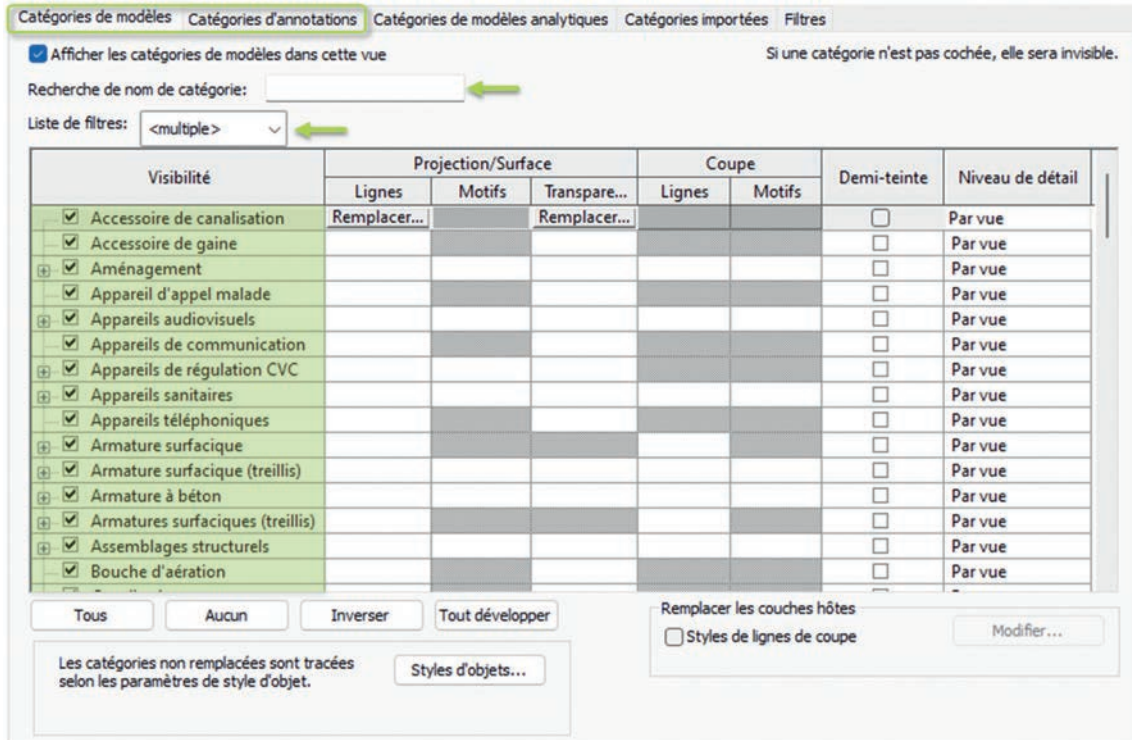 Catégories de modèles Catégories d'annotations Catégories de modèles analytiques Catégories importées Filtres
Afficher les catégories de modèles dans cette vue Si une catégorie n'est pas cochée, elle sera invisible.
Recherche de nom de catégorie:
Liste de filtres: <multiple>
Visibilité Projection/Surface Coupe Demi-teinte Niveau de détail
Lignes Motifs Transpare... Lignes Motifs
Accessoire de canalisation Remplacer... Remplacer... Par vue
Accessoire de gaine Par vue
Aménagement Par vue
Appareil d'appel malade Par vue
Appareils audiovisuels Par vue
Appareils de communication Par vue
Appareils de régulation CVC Par vue
Appareils sanitaires Par vue
Appareils téléphoniques Par vue
Armature surfacique Par vue
Armature surfacique (treillis) Par vue
Armature à béton Par vue
Armatures surfaciques (treillis) Par vue
Assemblages structurels Par vue
Bouche d'aération Par vue
Tous Aucun Inverser Tout développer
Remplacer les couches hôtes
Styles de lignes de coupe Modifier...
Les catégories non remplacées sont tracées
selon les paramètres de style d'objet.
Styles d'objets...